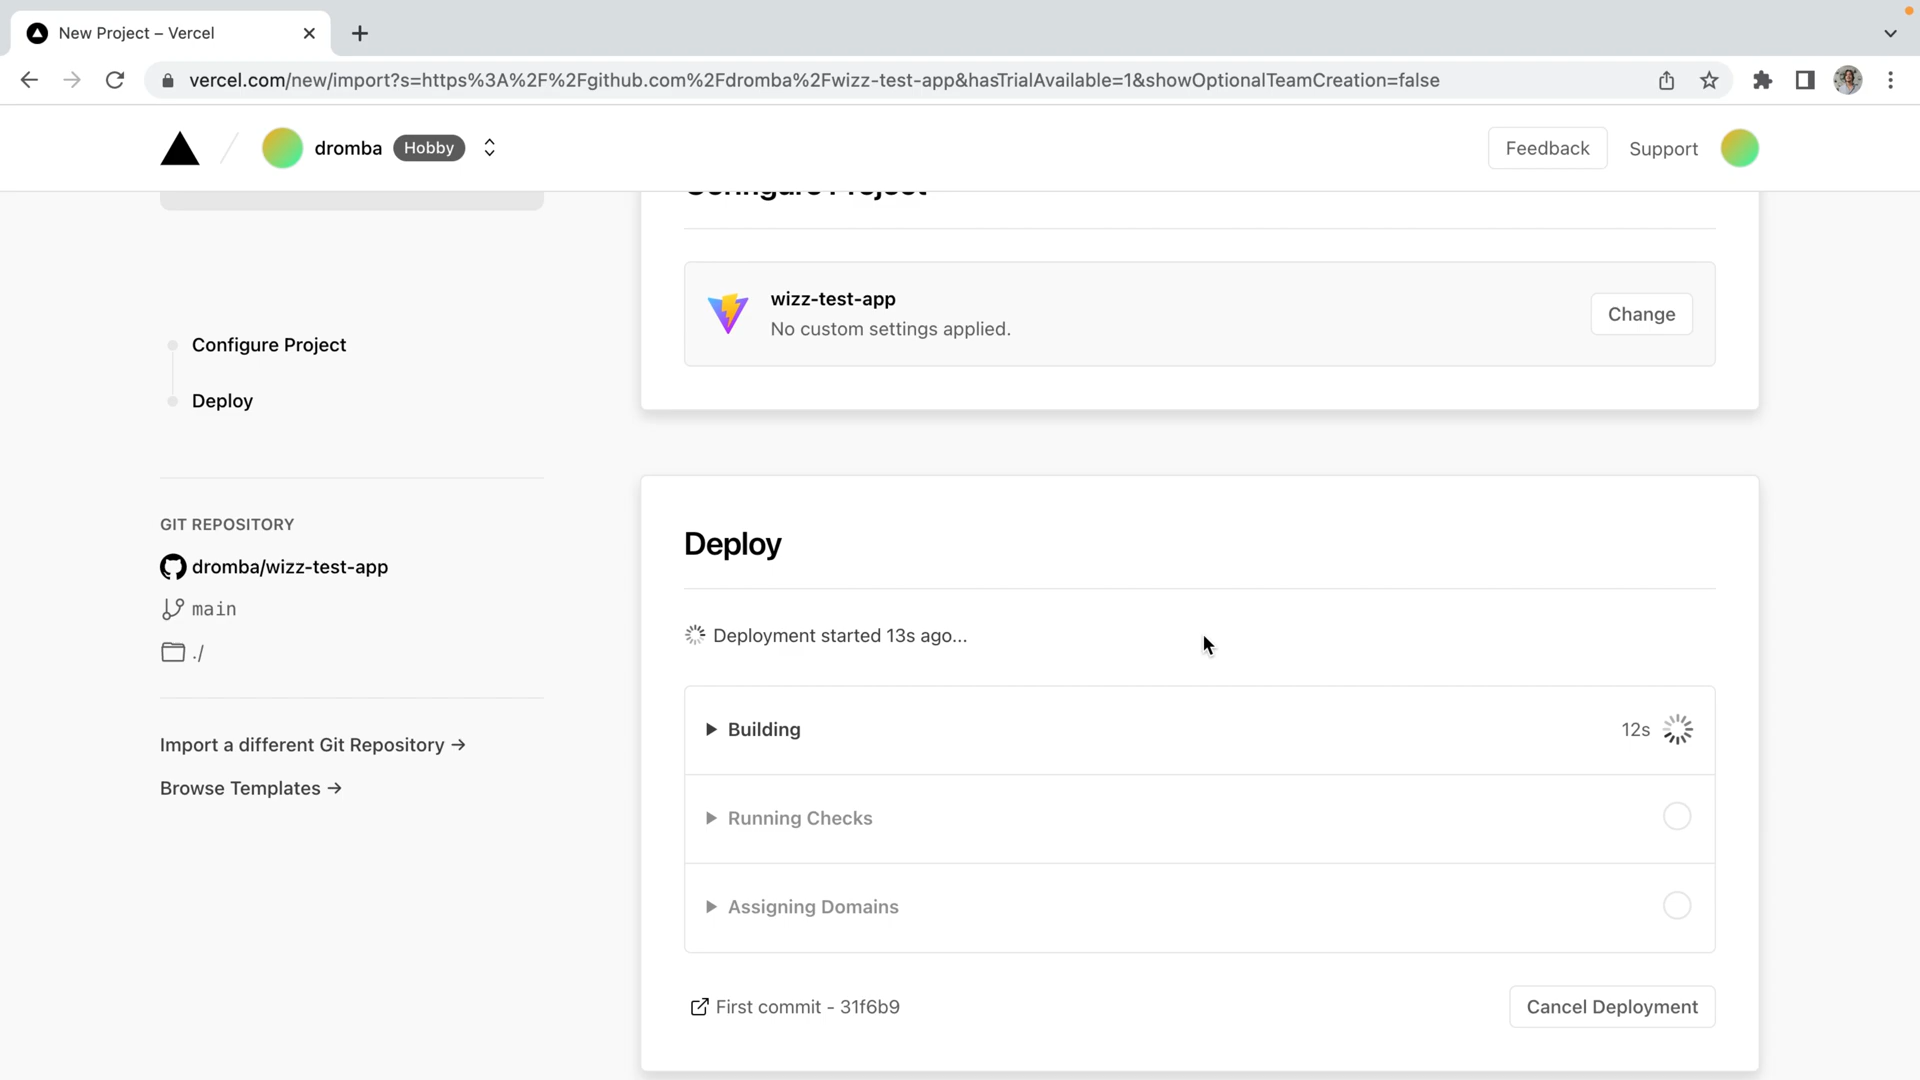 New Project – Vercel
vercel.com/new/import?s=https%3A%2F%2Fgithub.com%2Fdromba%2Fwizz-test-app&hasTrialAvailable=1&showOptionalTeamCreation=false
dromba Hobby
Feedback Support
Configure Project
wizz-test-app
No custom settings applied.
Change
Configure Project
Deploy
GIT REPOSITORY
dromba/wizz-test-app
main
./
Import a different Git Repository →
Browse Templates →
Deploy
Deployment started 13s ago...
Building 12s
Running Checks
Assigning Domains
First commit - 31f6b9
Cancel Deployment